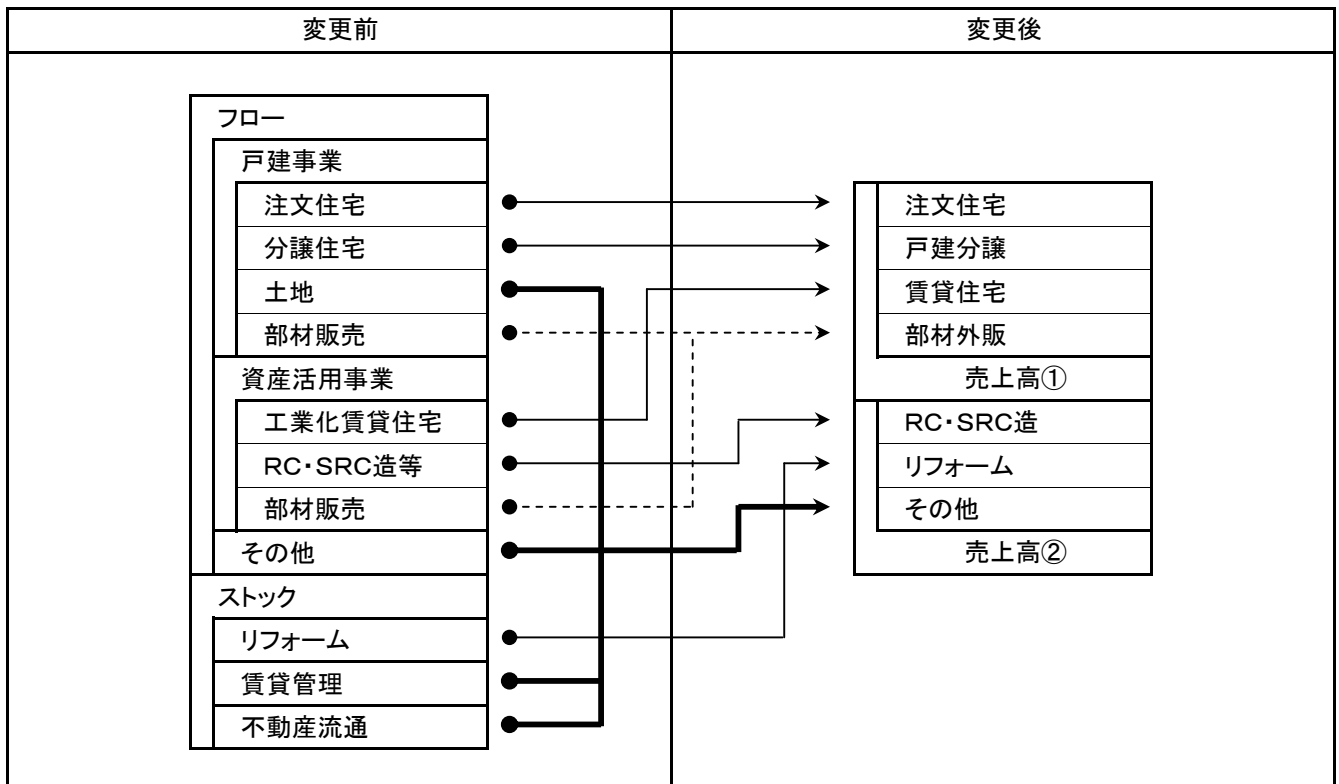 変更前
変更後
フロー
戸建事業
注文住宅
分譲住宅
土地
部材販売
資産活用事業
工業化賃貸住宅
RC・SRC造等
部材販売
その他
ストック
リフォーム
賃貸管理
不動産流通
注文住宅
戸建分譲
賃貸住宅
部材外販
売上高①
RC・SRC造
リフォーム
その他
売上高②